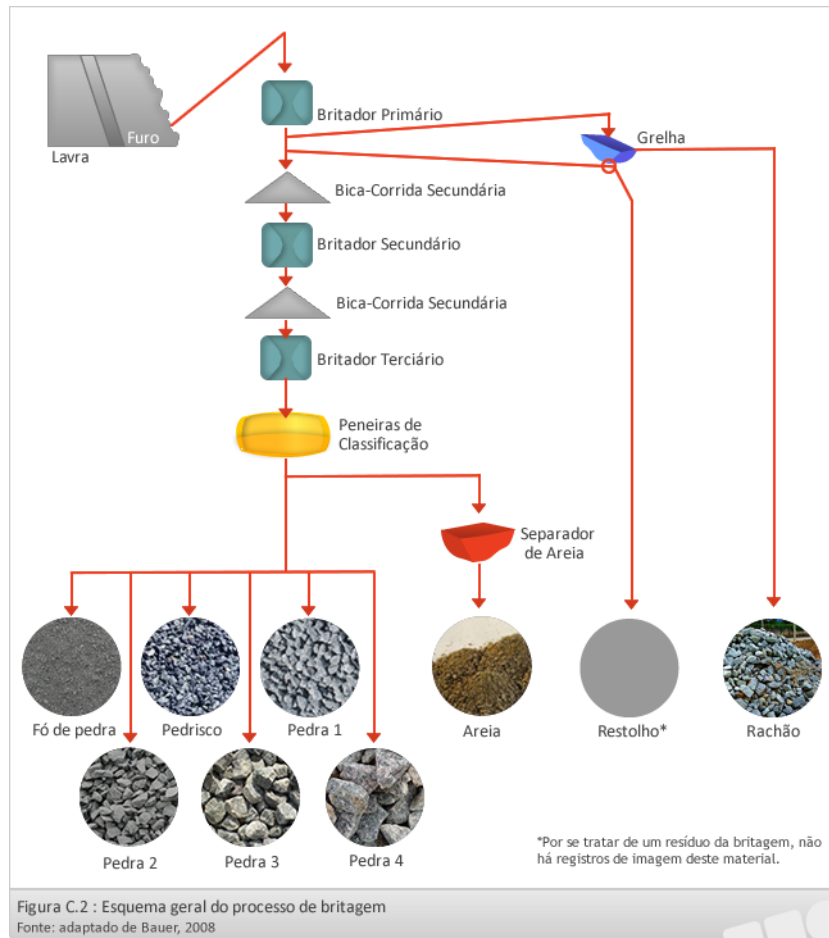 Furo
Lavra
Britador Primário
Grelha
Bica-Corrida Secundária
Britador Secundário
Bica-Corrida Secundária
Britador Terciário
Peneiras de
Classificação
Separador
de Areia
Fó de pedra
Pedrisco
Pedra 1
Areia
Restolho*
Rachão
Pedra 2
Pedra 3
Pedra 4
*Por se tratar de um resíduo da britagem, não
há registros de imagem deste material.
Figura C.2 : Esquema geral do processo de britagem
Fonte: adaptado de Bauer, 2008